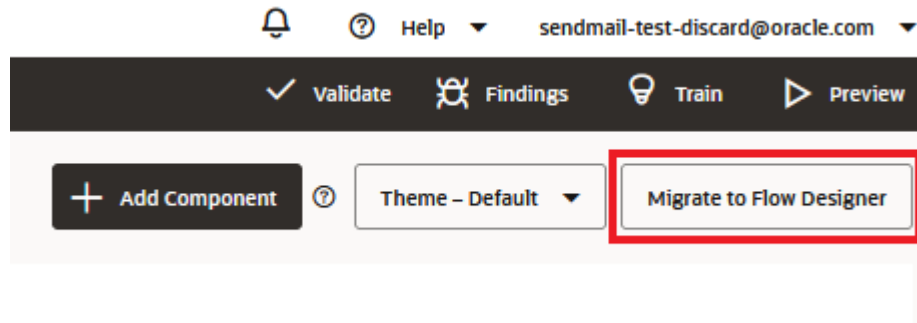 Help sendmail-test-discard@oracle.com
Validate Findings Train Preview
Add Component Theme – Default Migrate to Flow Designer